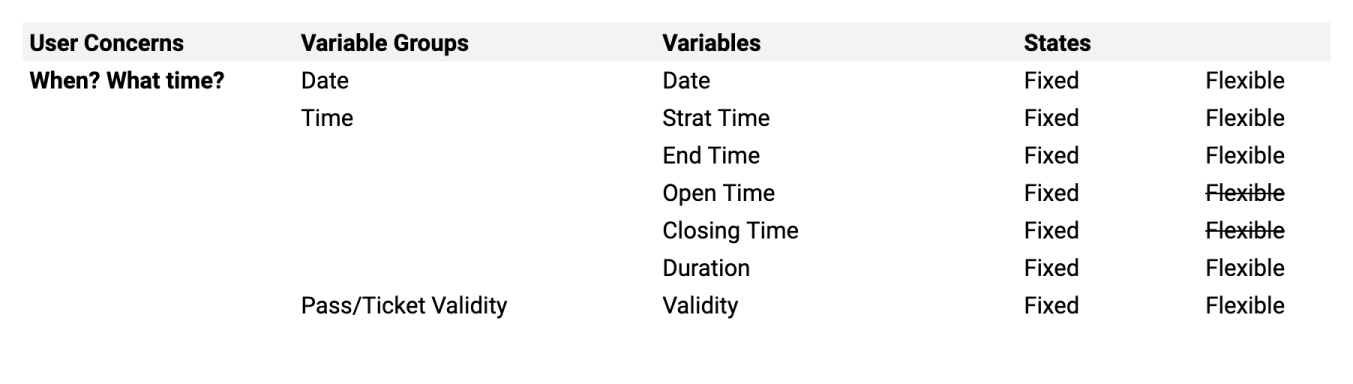 User Concerns Variable Groups Variables States
When? What time? Date Date Fixed Flexible
Time Strat Time Fixed Flexible
End Time Fixed Flexible
Open Time Fixed Flexible
Closing Time Fixed Flexible
Duration Fixed Flexible
Pass/Ticket Validity Validity Fixed Flexible